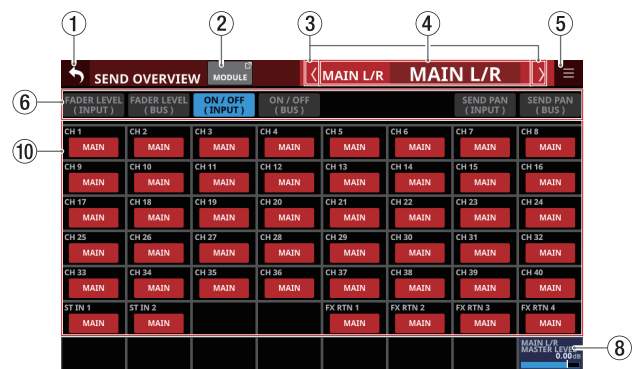 1 2 3 4 5
SEND OVERVIEW MODULE MAIN L/R MAIN L/R
6
FADER LEVEL FADER LEVEL ON / OFF ON / OFF SEND PAN SEND PAN
( INPUT ) ( BUS ) ( INPUT ) ( BUS ) ( INPUT ) ( BUS )
10
CH 1 CH 2 CH 3 CH 4 CH 5 CH 6 CH 7 CH 8
MAIN MAIN MAIN MAIN MAIN MAIN MAIN MAIN
CH 9 CH 10 CH 11 CH 12 CH 13 CH 14 CH 15 CH 16
MAIN MAIN MAIN MAIN MAIN MAIN MAIN MAIN
CH 17 CH 18 CH 19 CH 20 CH 21 CH 22 CH 23 CH 24
MAIN MAIN MAIN MAIN MAIN MAIN MAIN MAIN
CH 25 CH 26 CH 27 CH 28 CH 29 CH 30 CH 31 CH 32
MAIN MAIN MAIN MAIN MAIN MAIN MAIN MAIN
CH 33 CH 34 CH 35 CH 36 CH 37 CH 38 CH 39 CH 40
MAIN MAIN MAIN MAIN MAIN MAIN MAIN MAIN
ST IN 1 ST IN 2 FX RTN 1 FX RTN 2 FX RTN 3 FX RTN 4
MAIN MAIN MAIN MAIN MAIN MAIN
MAIN L/R
MASTER LEVEL
0.00 dB
8